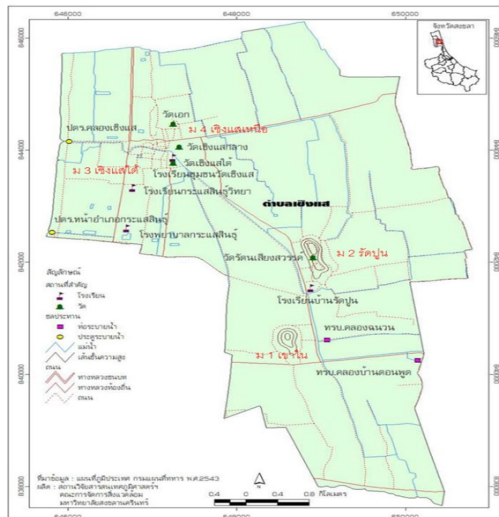 646000 648000 650000
จังหวัดสงขลา
วัดเอก
ปตร.คลองเชิงแส
ม 4 เชิงแสเหนือ
วัดเชิงแสกลาง
วัดเชิงแสใต้
ม 3 เชิงแสใต้
โรงเรียนชุมชนวัดเชิงแส
โรงเรียนกระแสสินธุ์วิทยา
ตำบลเชิงแส
ปตร.หน้าอำเภอกระแสสินธุ์
โรงพยาบาลกระแสสินธุ์
ม 2 รัดปูน
วัดรัตนเสียงสวรรค์
โรงเรียนบ้านรัดปูน
ทรบ.คลองฉนวน
ม 1 เขาใน
ทรบ.คลองบ้านดอนพูด
สัญลักษณ์
สถานที่สำคัญ
โรงเรียน
วัด
ชลประทาน
ท่อระบายน้ำ
ประตูระบายน้ำ
แม่น้ำ
เส้นชั้นความสูง
ถนน
ทางหลวงชนบท
ทางหลวงท้องถิ่น
ถนน
ที่มาข้อมูล : แผนที่ภูมิประเทศ กรมแผนที่ทหาร พ.ศ.2543
ผลิต : สถานวิจัยสารสนเทศภูมิศาสตร์ฯ
คณะการจัดการสิ่งแวดล้อม
มหาวิทยาลัยสงขลานครินทร์
N
0.4 0 0.4 0.8 กิโลเมตร
646000 648000 650000